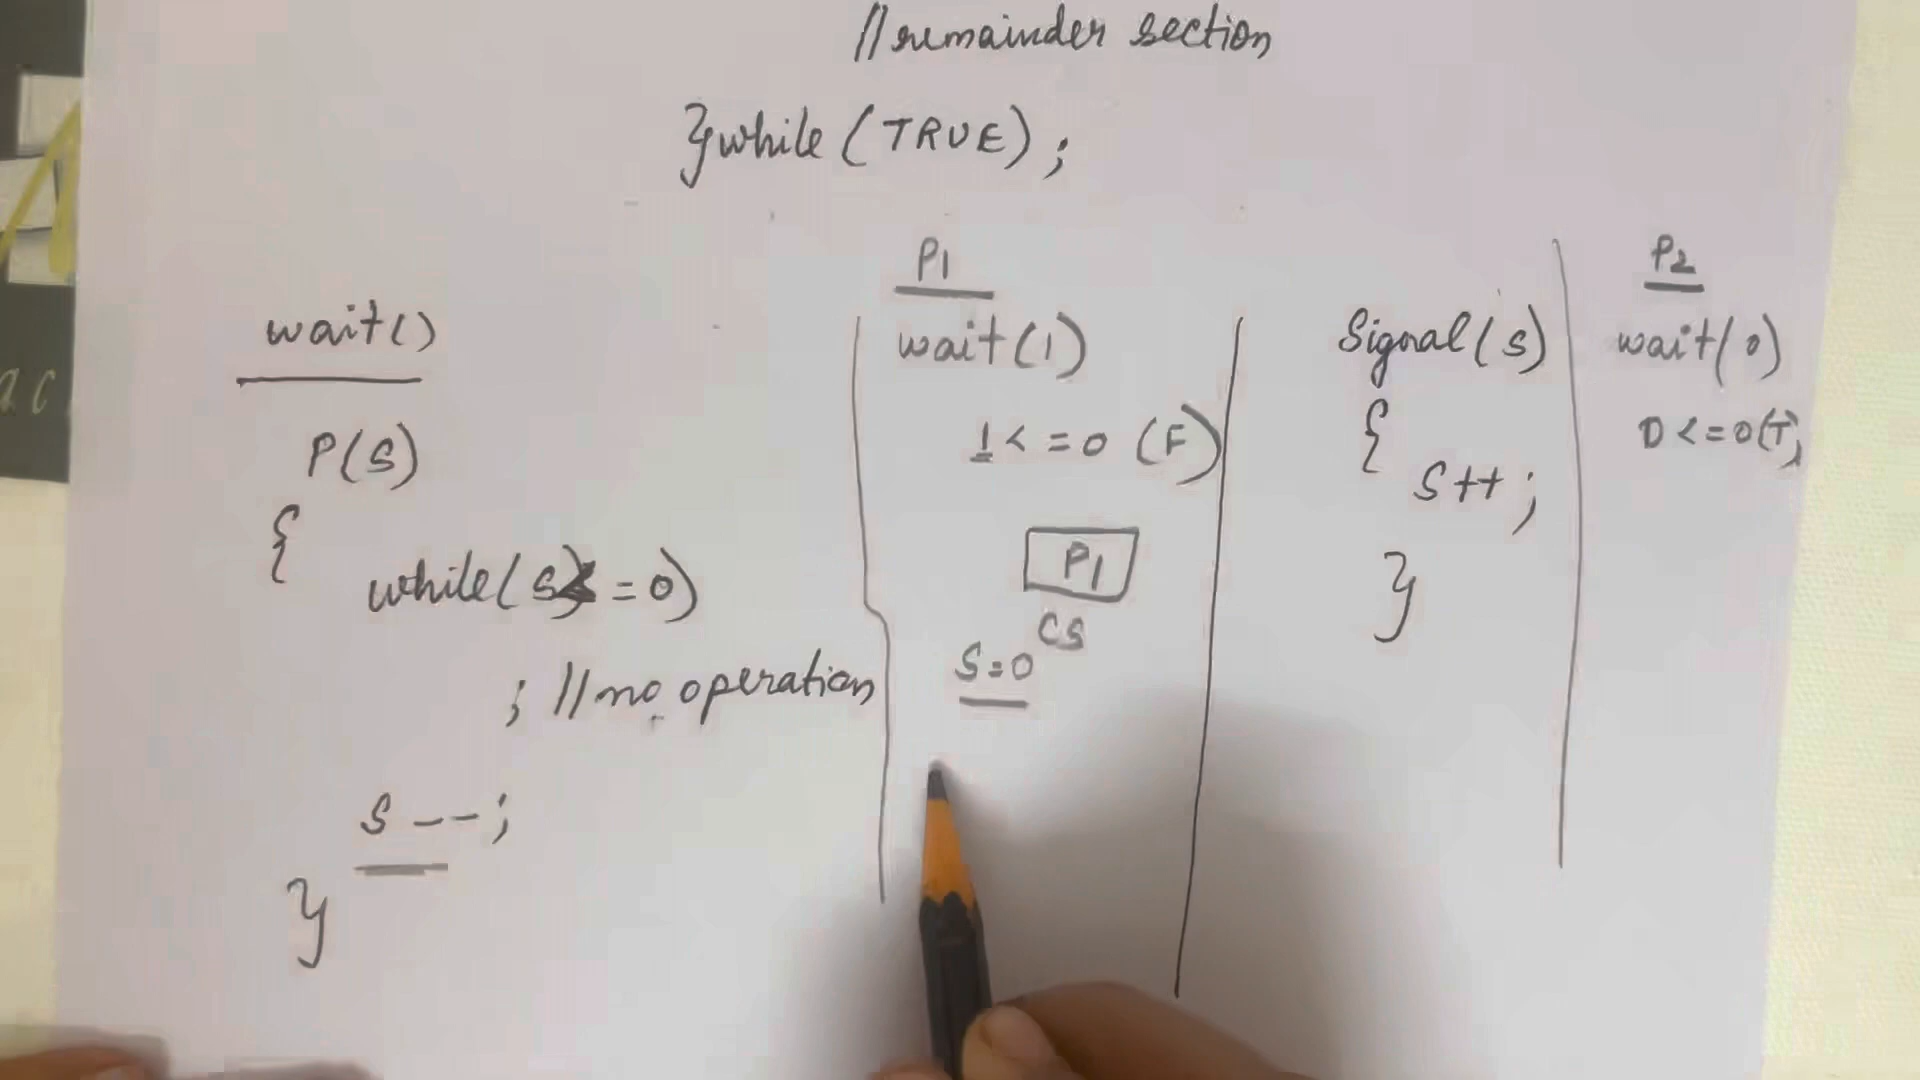 //remainder section
}while(TRUE);
wait()
P(S)
{
while(S<=0)
; //no operation
S--;
}
P1
wait(1)
1<=0 (F)
P1
CS
S=0
Signal(S)
{
S++;
}
P2
wait(0)
0<=0(T)